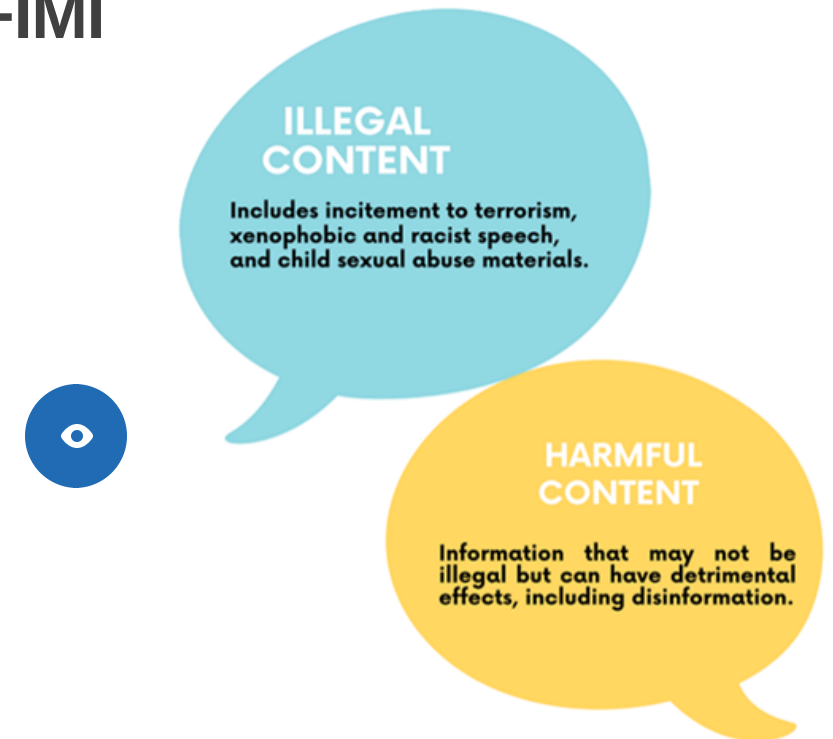 -IMI
ILLEGAL
CONTENT
Includes incitement to terrorism,
xenophobic and racist speech,
and child sexual abuse materials.
HARMFUL
CONTENT
Information that may not be
illegal but can have detrimental
effects, including disinformation.